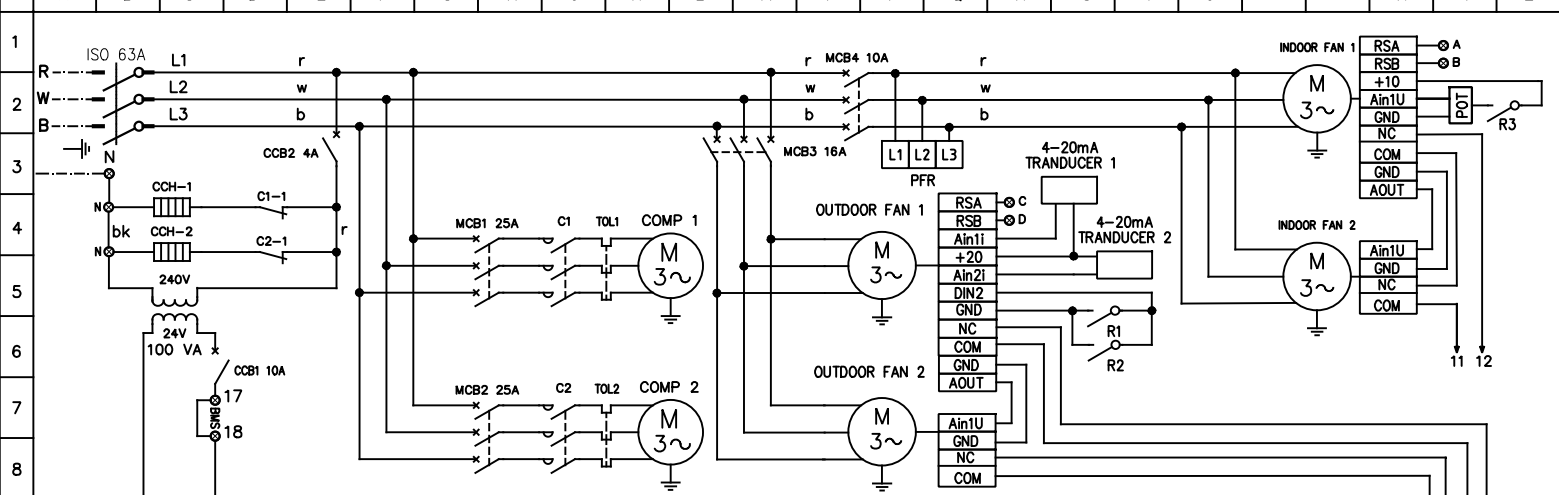 1
2
3
4
5
6
7
8
ISO 63A
R
L1
r
W
L2
w
B
L3
b
N
CCB2 4A
CCH-1
C1-1
N
bk
CCH-2
C2-1
r
N
240V
24V
100 VA
CCB1 10A
17
BMS
18
MCB1 25A
C1
TOL1
COMP 1
M
3~
MCB2 25A
C2
TOL2
COMP 2
M
3~
MCB4 10A
r
r
w
w
b
b
MCB3 16A
L1
L2
L3
PFR
OUTDOOR FAN 1
M
3~
RSA
C
RSB
D
Ain1i
+20
Ain2i
DIN2
GND
NC
COM
GND
AOUT
4-20mA
TRANDUCER 1
4-20mA
TRANDUCER 2
R1
R2
OUTDOOR FAN 2
M
3~
Ain1U
GND
NC
COM
INDOOR FAN 1
M
3~
RSA
A
RSB
B
+10
Ain1U
GND
NC
COM
GND
AOUT
POT
R3
INDOOR FAN 2
M
3~
Ain1U
GND
NC
COM
11
12